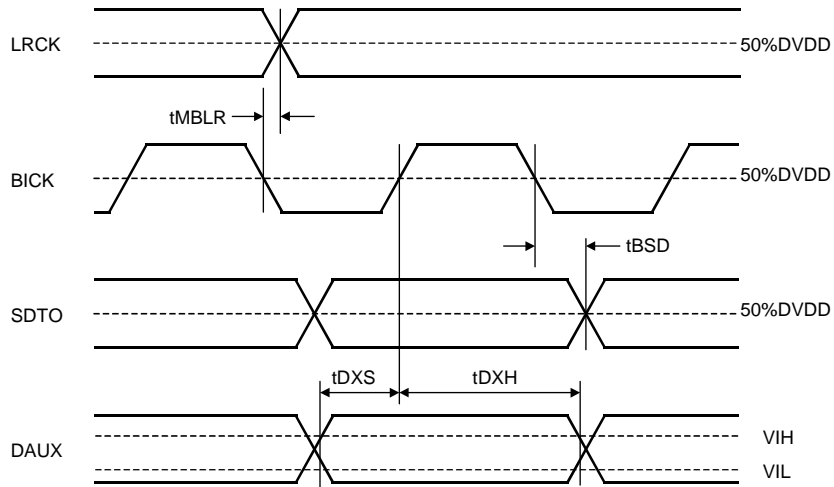 LRCK 50%DVDD
tMBLR
BICK 50%DVDD
tBSD
SDTO 50%DVDD
tDXS tDXH
DAUX VIH
VIL